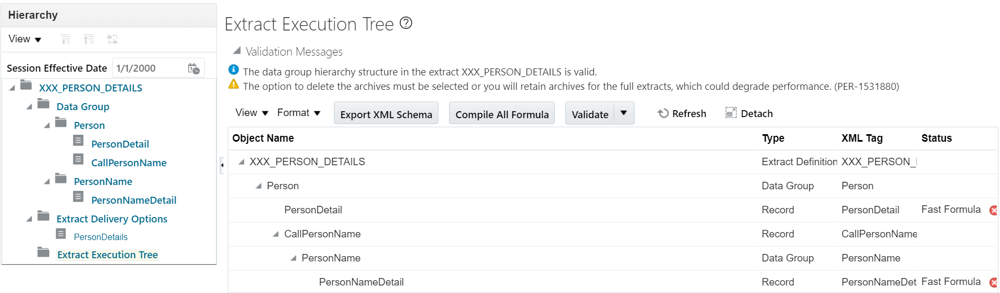 Hierarchy
View
Session Effective Date 1/1/2000
XXX_PERSON_DETAILS
Data Group
Person
PersonDetail
CallPersonName
PersonName
PersonNameDetail
Extract Delivery Options
PersonDetails
Extract Execution Tree
Extract Execution Tree ?
Validation Messages
The data group hierarchy structure in the extract XXX_PERSON_DETAILS is valid.
The option to delete the archives must be selected or you will retain archives for the full extracts, which could degrade performance. (PER-1531880)
View Format Export XML Schema Compile All Formula Validate Refresh Detach
Object Name Type XML Tag Status
XXX_PERSON_DETAILS Extract Definition XXX_PERSON_
Person Data Group Person
PersonDetail Record PersonDetail Fast Formula
CallPersonName Record CallPersonName
PersonName Data Group PersonName
PersonNameDetail Record PersonNameDet Fast Formula